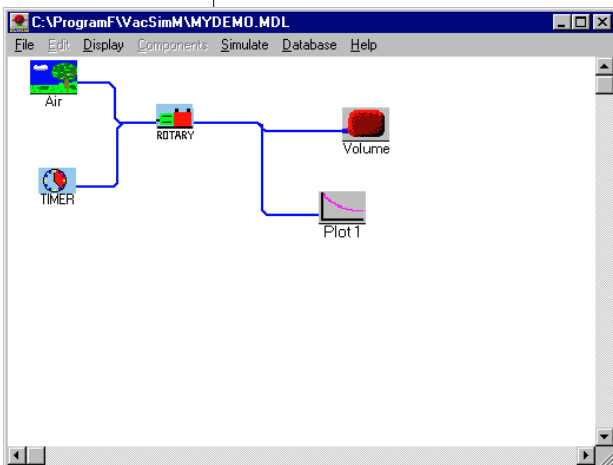 C:\ProgramF\VacSimM\MYDEMO.MDL
File Edit Display Components Simulate Database Help
Air
ROTARY
Volume
TIMER
Plot 1